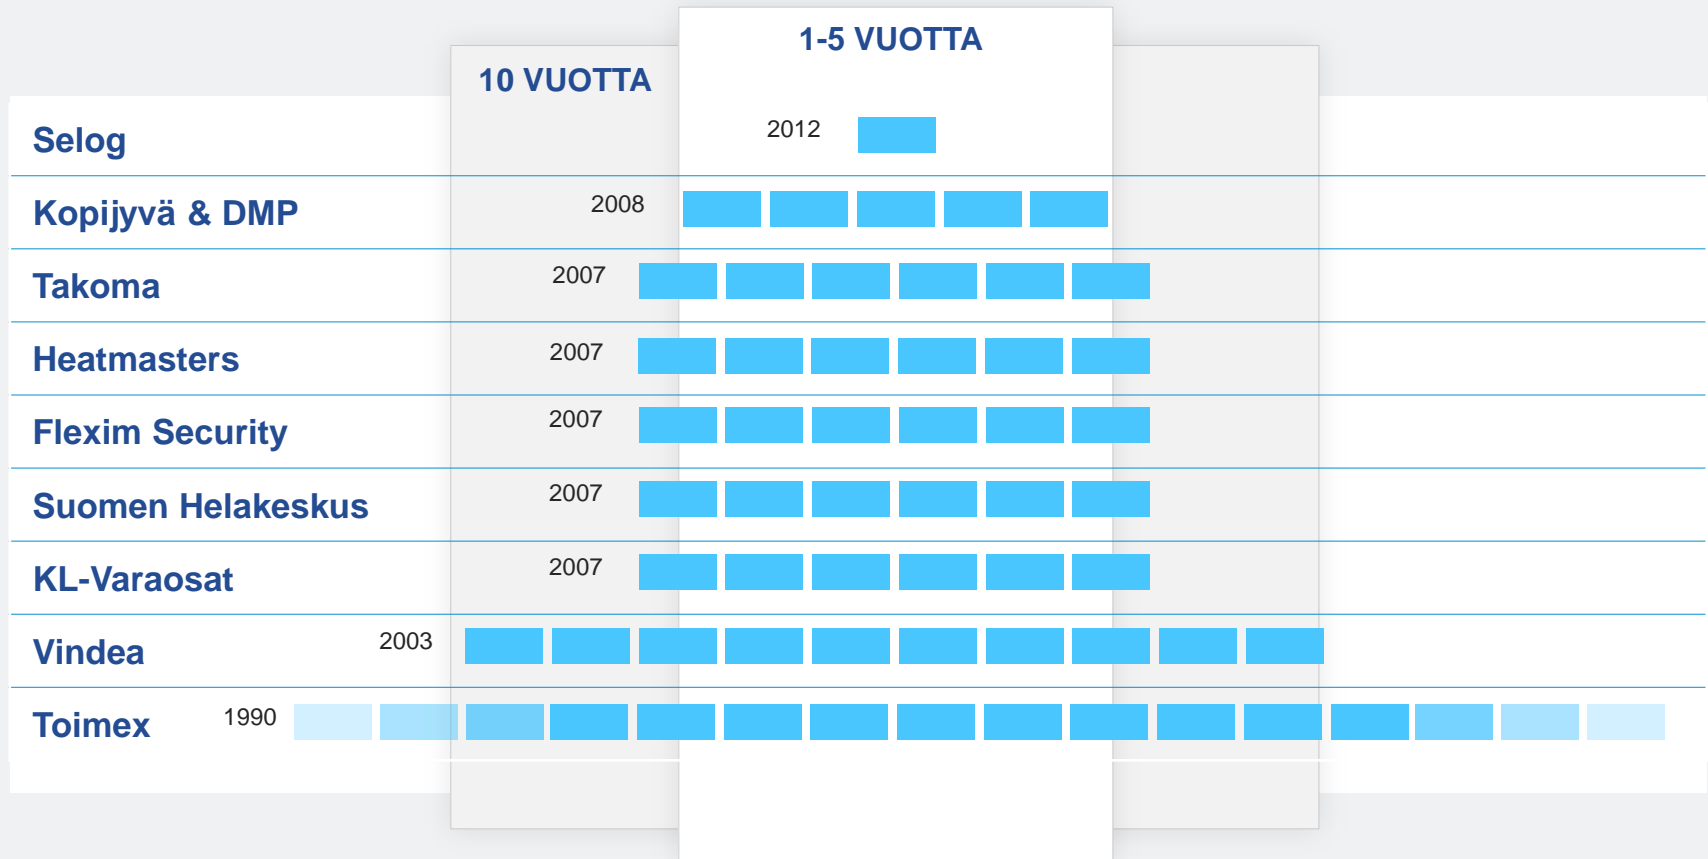 1-5 VUOTTA
10 VUOTTA
Selog 2012
Kopijyvä & DMP 2008
Takoma 2007
Heatmasters 2007
Flexim Security 2007
Suomen Helakeskus 2007
KL-Varaosat 2007
Vindea 2003
Toimex 1990